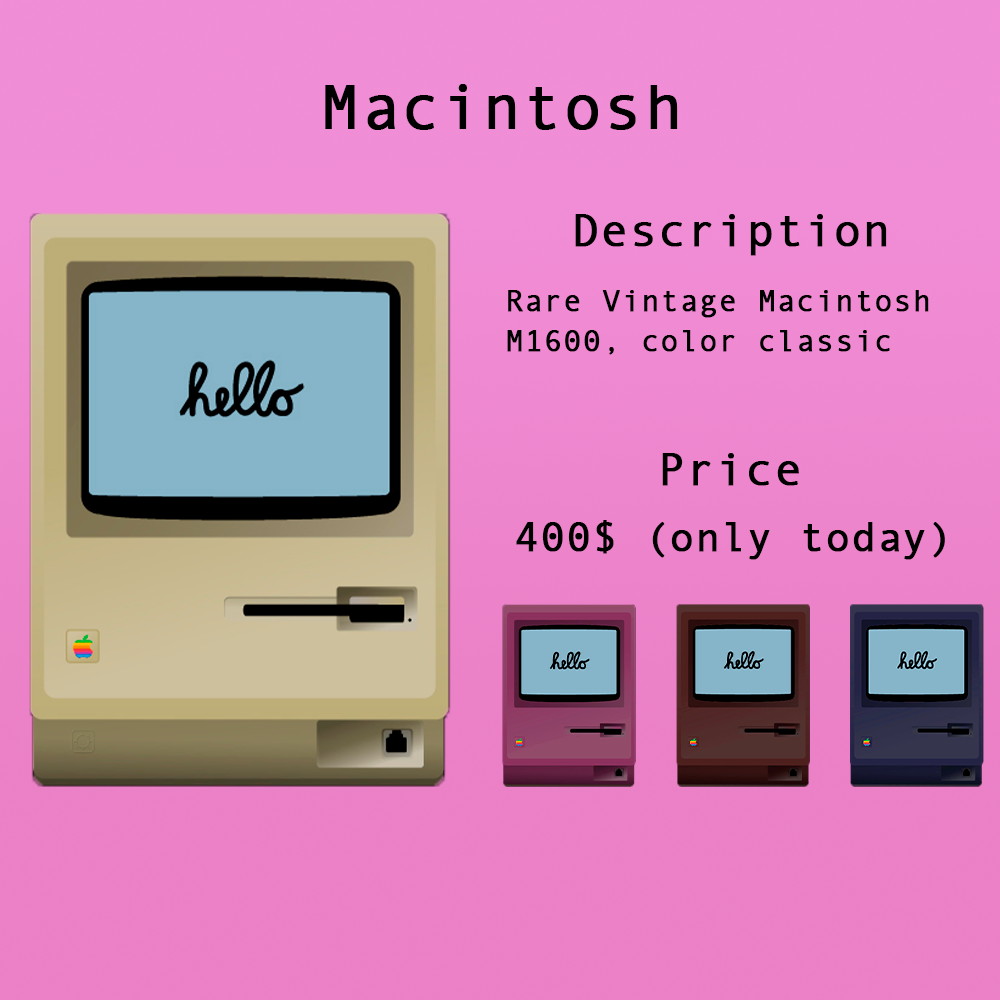 Macintosh
hello
Description
Rare Vintage Macintosh
M1600, color classic
Price
400$ (only today)
hello
hello
hello